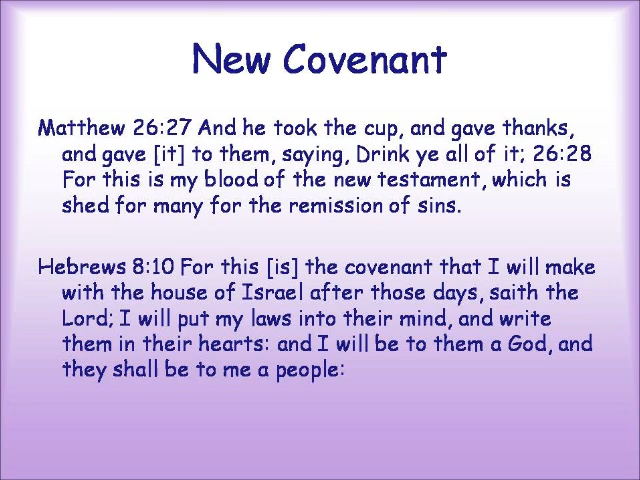 New Covenant
Matthew 26:27 And he took the cup, and gave thanks,
and gave [it] to them, saying, Drink ye all of it; 26:28
For this is my blood of the new testament, which is
shed for many for the remission of sins.
Hebrews 8:10 For this [is] the covenant that I will make
with the house of Israel after those days, saith the
Lord; I will put my laws into their mind, and write
them in their hearts: and I will be to them a God, and
they shall be to me a people: